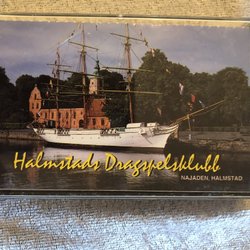 Halmstads Dragspelsklubb
NAJADEN, HALMSTAD